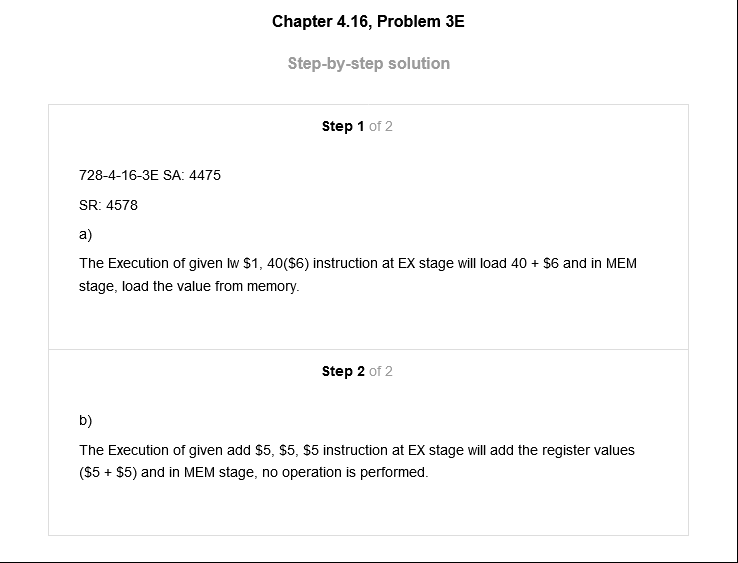 Chapter 4.16, Problem 3E
Step-by-step solution
Step 1 of 2
728-4-16-3E SA: 4475
SR: 4578
a)
The Execution of given lw $1, 40($6) instruction at EX stage will load 40 + $6 and in MEM
stage, load the value from memory.
Step 2 of 2
b)
The Execution of given add $5, $5, $5 instruction at EX stage will add the register values
($5 + $5) and in MEM stage, no operation is performed.